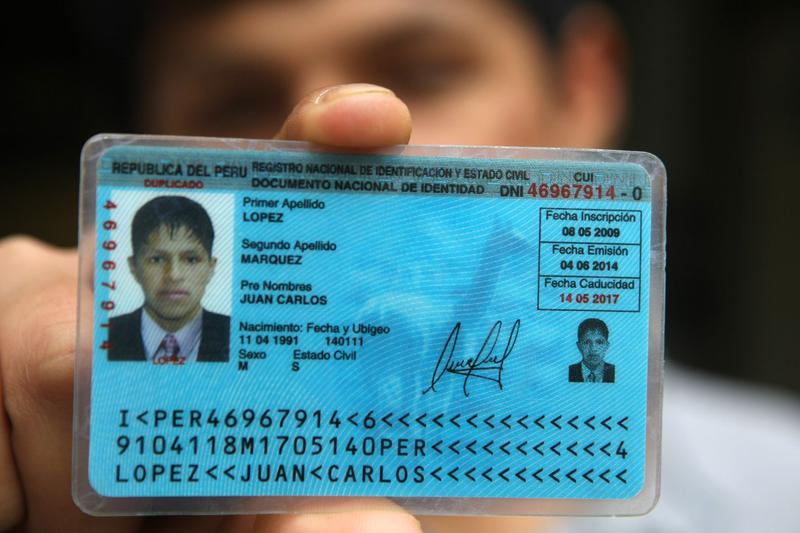 REPUBLICA DEL PERU REGISTRO NACIONAL DE IDENTIFICACIÓN Y ESTADO CIVIL CUI
DUPLICADO DOCUMENTO NACIONAL DE IDENTIDAD DNI 46967914 - 0
46967914
LOPEZ
Primer Apellido
LOPEZ
Segundo Apellido
MARQUEZ
Pre Nombres
JUAN CARLOS
Nacimiento: Fecha y Ubigeo
11 04 1991 140111
Sexo Estado Civil
M S
Fecha Inscripción
08 05 2009
Fecha Emisión
04 06 2014
Fecha Caducidad
14 05 2017
I<PER46967914<6<<<<<<<<<<<<<<<
9104118M1705140PER<<<<<<<<<<<4
LOPEZ<<JUAN<CARLOS<<<<<<<<<<<<